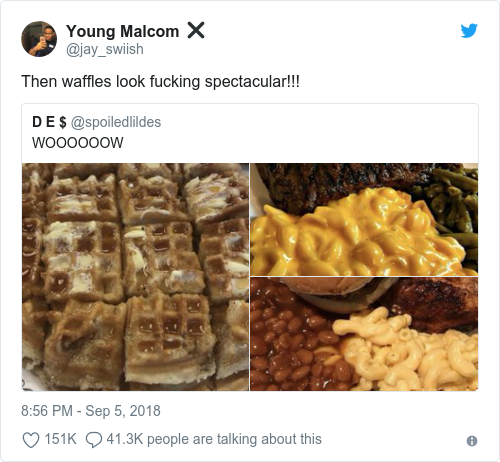 Young Malcom ✕
@jay_swiish
Then waffles look fucking spectacular!!!
D E $ @spoiledlildes
WOOOOOOW
8:56 PM - Sep 5, 2018
151K 41.3K people are talking about this